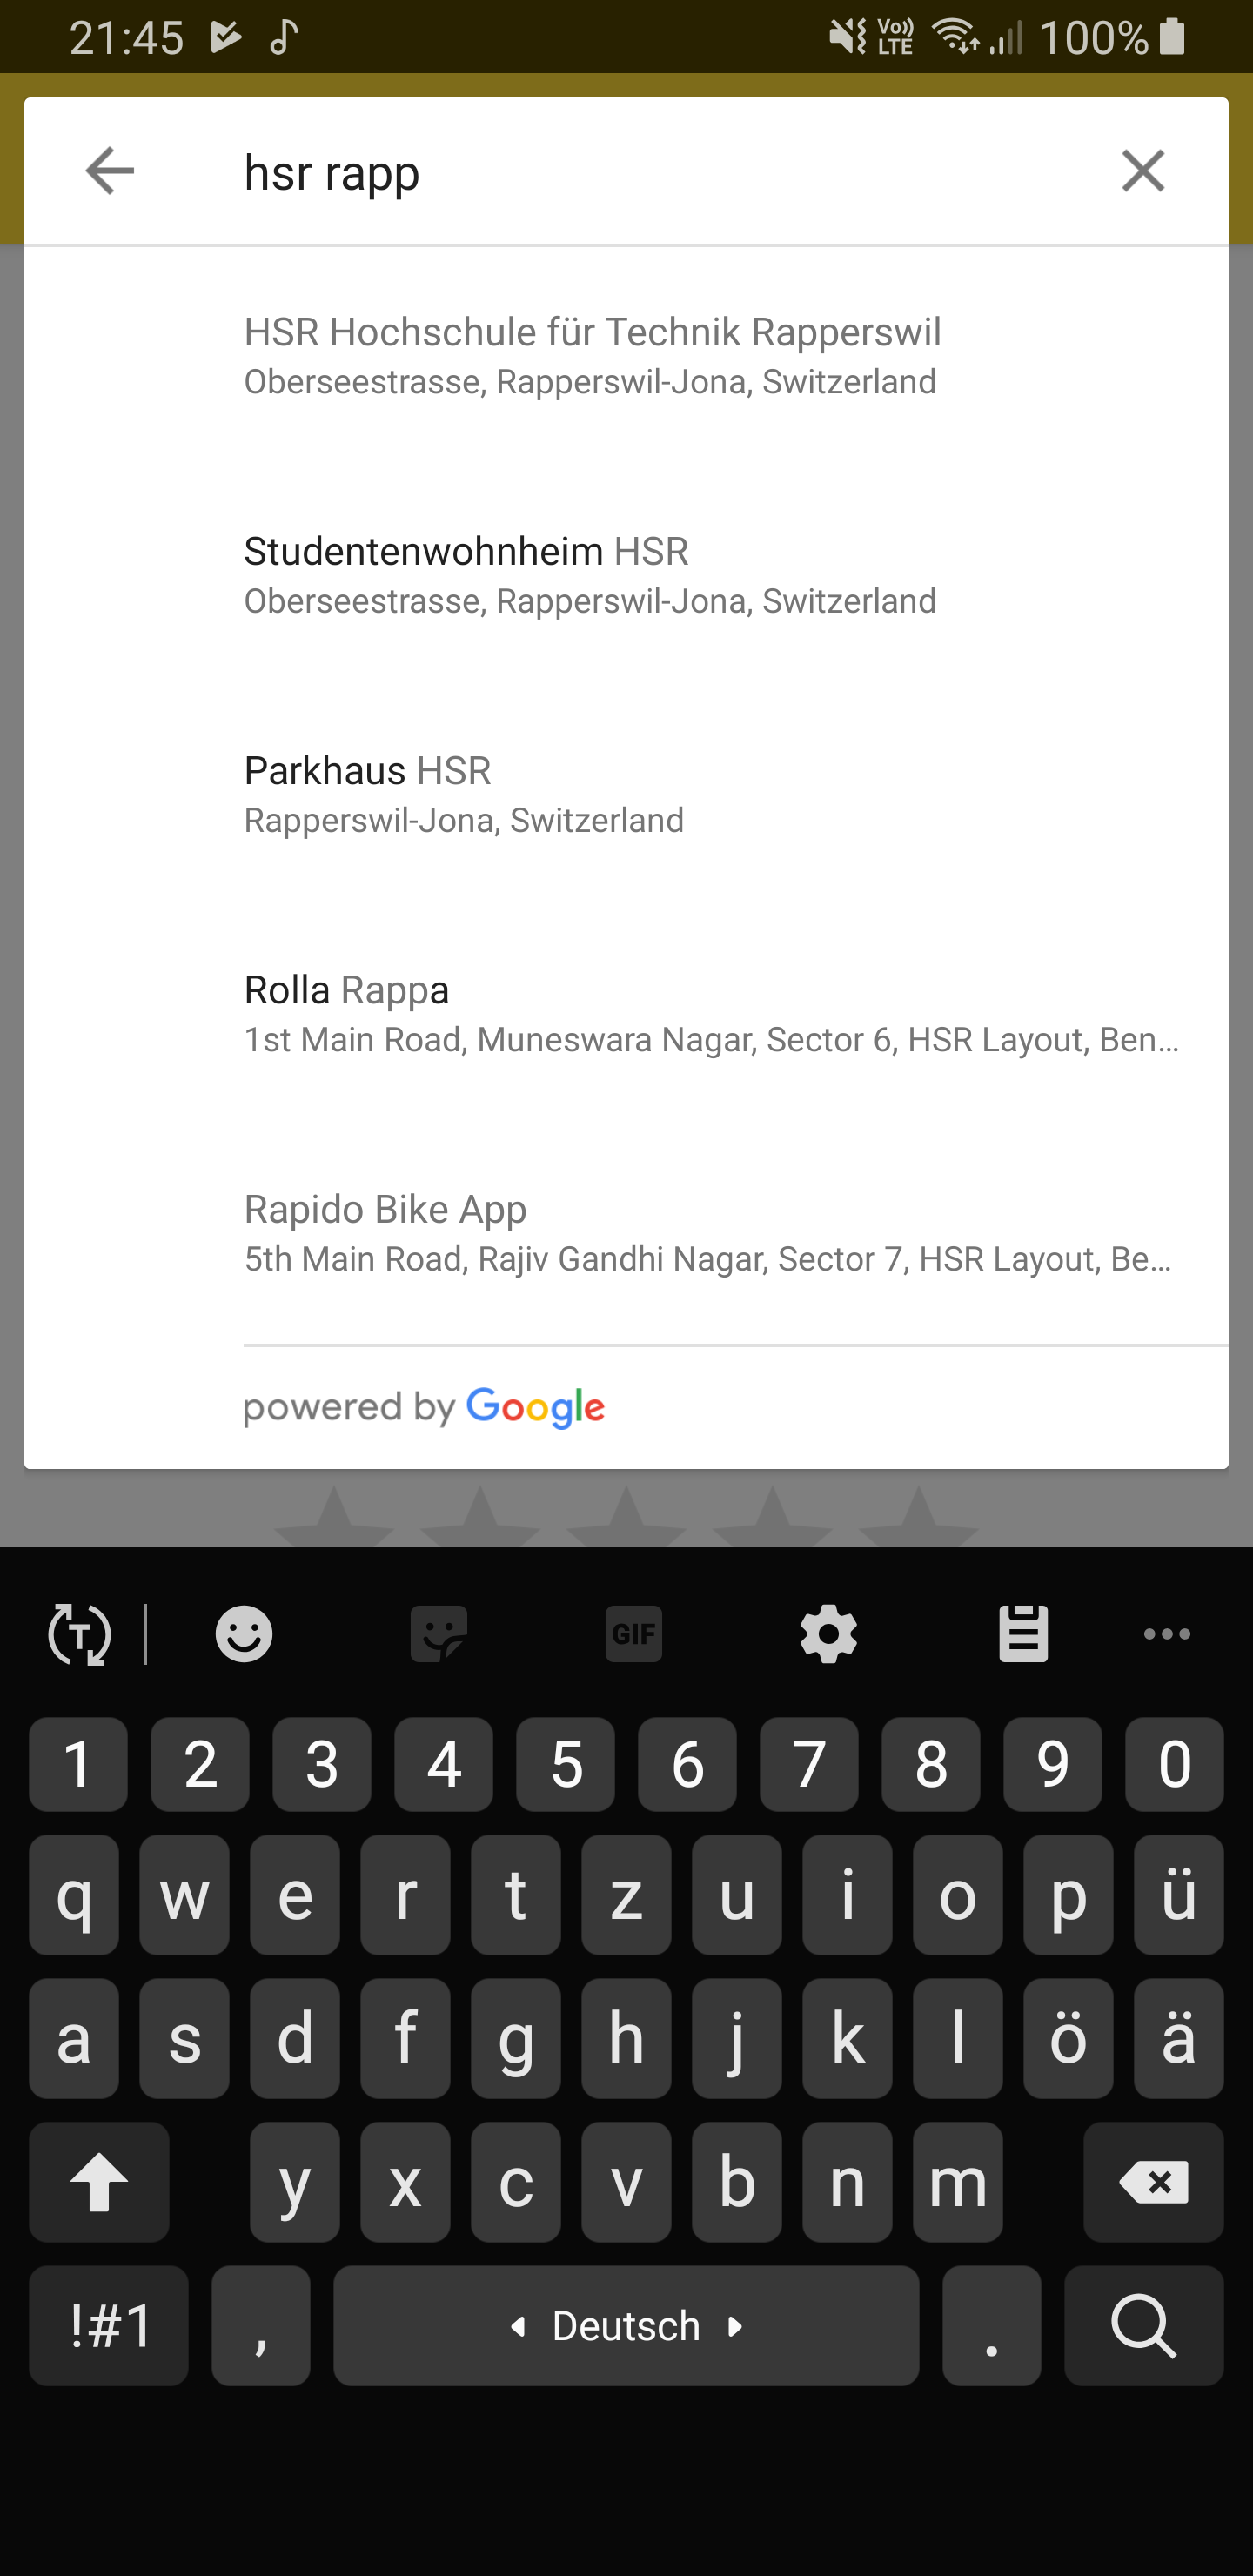 21:45 Vo)) LTE 100%
hsr rapp
HSR Hochschule für Technik Rapperswil
Oberseestrasse, Rapperswil-Jona, Switzerland
Studentenwohnheim HSR
Oberseestrasse, Rapperswil-Jona, Switzerland
Parkhaus HSR
Rapperswil-Jona, Switzerland
Rolla Rappa
1st Main Road, Muneswara Nagar, Sector 6, HSR Layout, Ben...
Rapido Bike App
5th Main Road, Rajiv Gandhi Nagar, Sector 7, HSR Layout, Be...
powered by Google
T GIF
1 2 3 4 5 6 7 8 9 0
q w e r t z u i o p ü
a s d f g h j k l ö ä
y x c v b n m
!#1 , Deutsch .